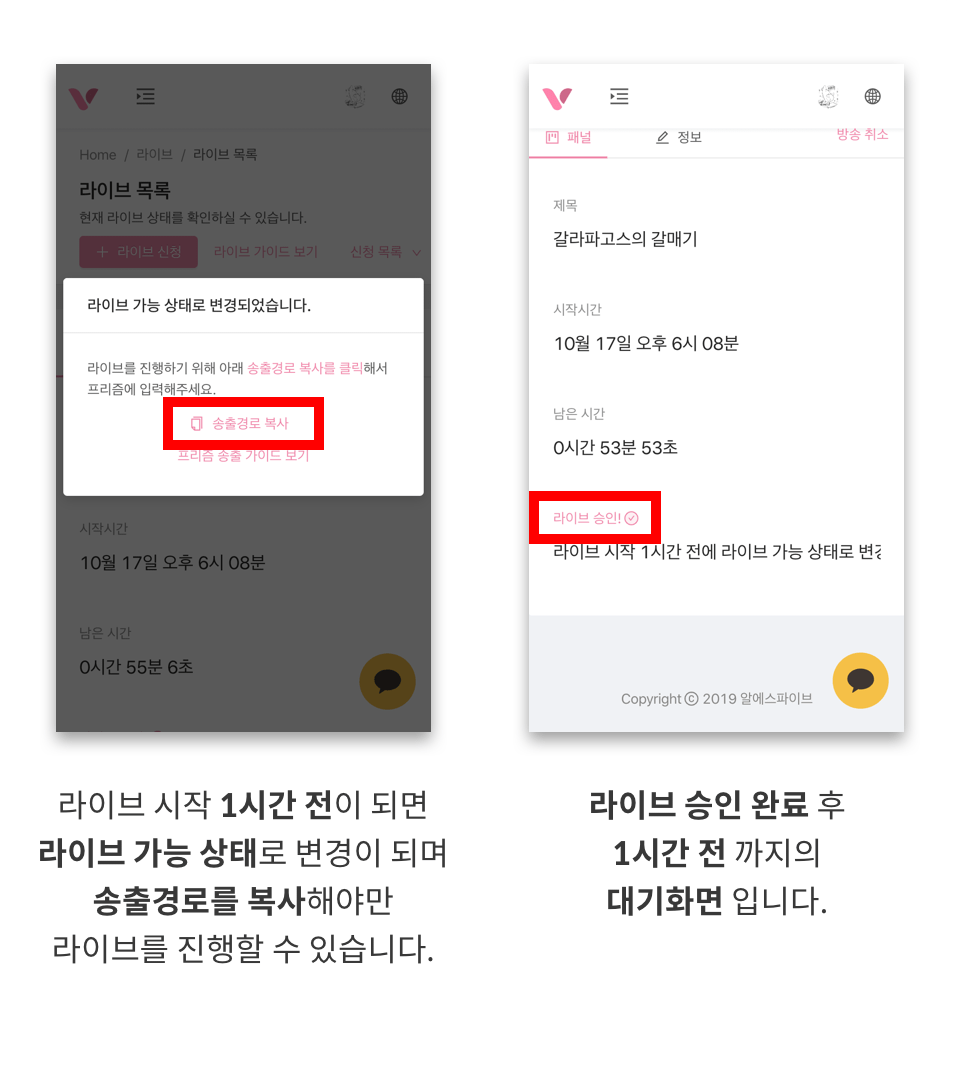 Home / 라이브 / 라이브 목록
라이브 목록
현재 라이브 상태를 확인하실 수 있습니다.
라이브 신청 라이브 가이드 보기 신청 목록
라이브 가능 상태로 변경되었습니다.
라이브를 진행하기 위해 아래 송출경로 복사를 클릭해서
프리즘에 입력해주세요.
송출경로 복사
프리즘 송출 가이드 보기
시작시간
10월 17일 오후 6시 08분
남은 시간
0시간 55분 6초
라이브 시작 1시간 전이 되면
라이브 가능 상태로 변경이 되며
송출경로를 복사해야만
라이브를 진행할 수 있습니다.
패널 정보 방송 취소
제목
갈라파고스의 갈매기
시작시간
10월 17일 오후 6시 08분
남은 시간
0시간 53분 53초
라이브 승인!
라이브 시작 1시간 전에 라이브 가능 상태로 변경
Copyright ⓒ 2019 알에스파이브
라이브 승인 완료 후
1시간 전 까지의
대기화면 입니다.